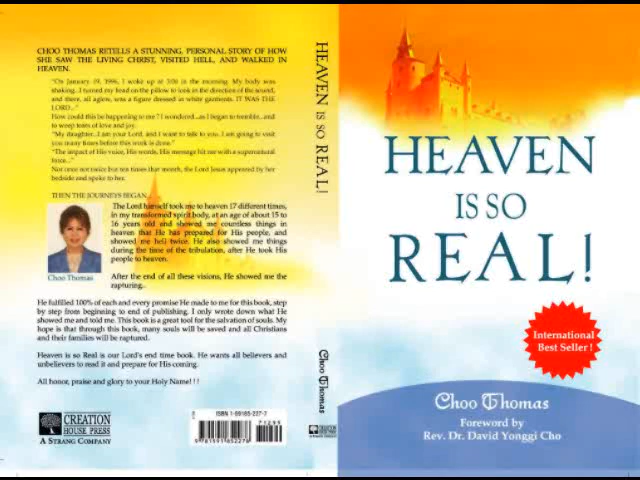 CHOO THOMAS RETELLS A STUNNING, PERSONAL STORY OF HOW
SHE SAW THE LIVING CHRIST, VISITED HELL, AND WALKED IN
HEAVEN.
"On January 19, 1996, I woke up at 3:00 in the morning. My body was
shaking. I turned my head on the pillow to look in the direction of the sound,
and there, all aglow, was a figure dressed in white garments. IT WAS THE
LORD..."
How could this be happening to me? I wondered...as I began to tremble...and
to weep tears of love and joy.
"My daughter...I am your Lord, and I want to talk to you. I am going to visit
you many times before this work is done."
"The impact of His voice, His words, His message hit me with a supernatural
force..."
Not once not twice but ten times that month, the Lord Jesus appeared by her
bedside and spoke to her.
THEN THE JOURNEYS BEGAN,
The Lord himself took me to heaven 17 different times,
in my transformed spirit body, at an age of about 15 to
16 years old and showed me countless things in
heaven that He has prepared for His people, and
showed me hell twice. He also showed me things
during the time of the tribulation, after He took His
people to heaven.
After the end of all these visions, He showed me the
rapturing..
Choo Thomas
He fulfilled 100% of each and every promise He made to me for this book, step
by step from beginning to end of publishing. I only wrote down what He
showed me and told me. This book is a great tool for the salvation of souls. My
hope is that through this book, many souls will be saved and all Christians
and their families will be raptured.
Heaven is so Real is our Lord's end time book. He wants all believers and
unbelievers to read it and prepare for His coming.
All honor, praise and glory to your Holy Name!!!
CREATION
HOUSE PRESS
A STRANG COMPANY
ISBN 1-59185-227-7
71299
9 781591 852278
HEAVEN IS SO REAL!
Choo Thomas
CREATION
HOUSE PRESS
A STRANG COMPANY
HEAVEN
IS SO
REAL!
International
Best Seller!
Choo Thomas
Foreword by
Rev. Dr. David Yonggi Cho